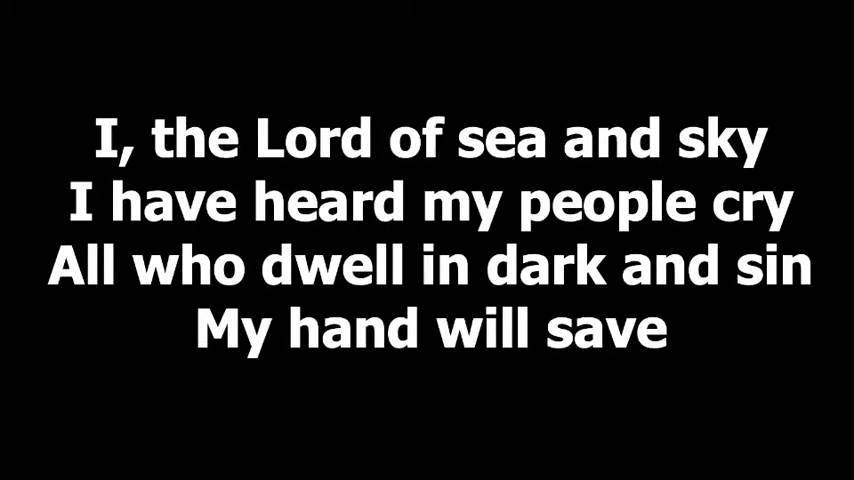 I, the Lord of sea and sky
I have heard my people cry
All who dwell in dark and sin
My hand will save